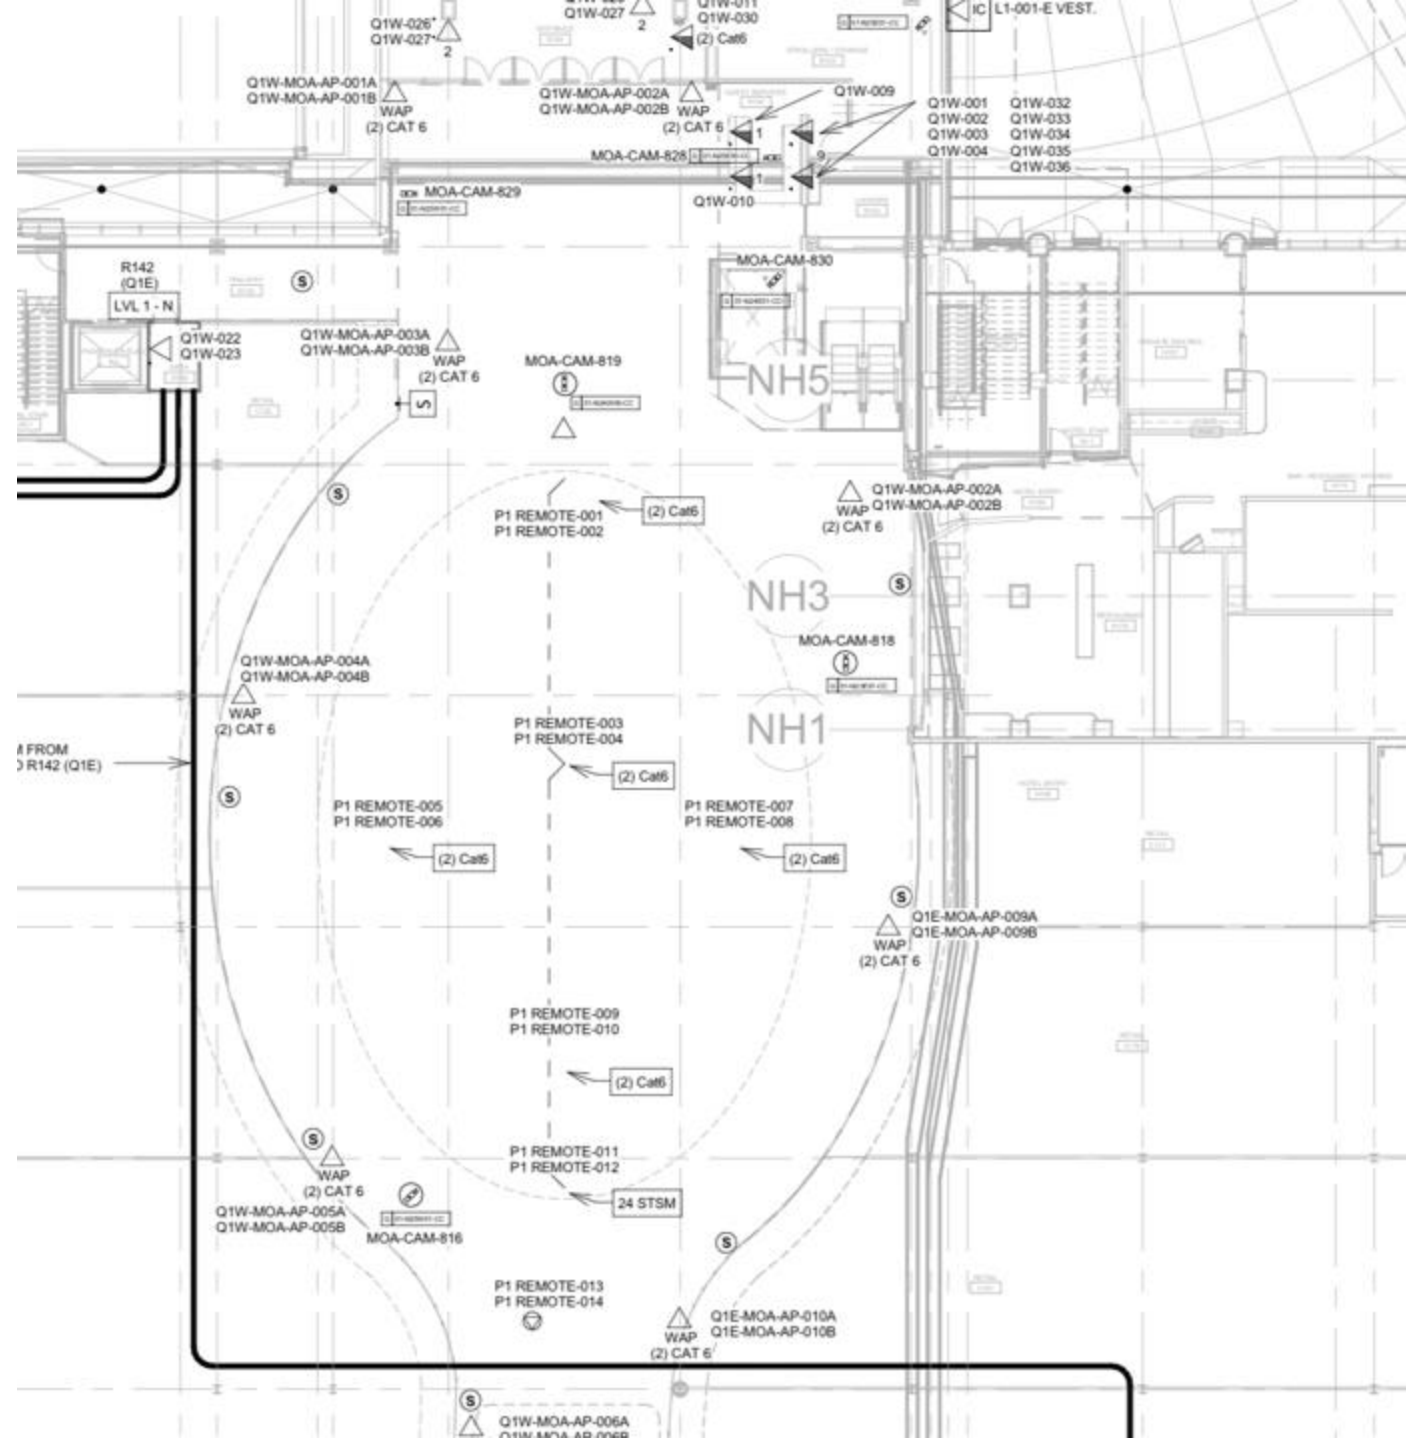 Q1W-026*
Q1W-027*
2
Q1W-027
2
Q1W-011
Q1W-030
(2) Cat6
IC
L1-001-E VEST.
Q1W-MOA-AP-001A
Q1W-MOA-AP-001B
WAP
(2) CAT 6
Q1W-MOA-AP-002A
Q1W-MOA-AP-002B
WAP
(2) CAT 6
Q1W-009
Q1W-001
Q1W-002
Q1W-003
Q1W-004
Q1W-032
Q1W-033
Q1W-034
Q1W-035
Q1W-036
1
9
MOA-CAM-828
1
Q1W-010
MOA-CAM-829
MOA-CAM-830
R142
(Q1E)
LVL 1 - N
S
Q1W-022
Q1W-023
Q1W-MOA-AP-003A
Q1W-MOA-AP-003B
WAP
(2) CAT 6
MOA-CAM-819
NH5
S
S
P1 REMOTE-001
P1 REMOTE-002
(2) Cat6
Q1W-MOA-AP-002A
Q1W-MOA-AP-002B
WAP
(2) CAT 6
NH3
S
MOA-CAM-818
Q1W-MOA-AP-004A
Q1W-MOA-AP-004B
WAP
(2) CAT 6
P1 REMOTE-003
P1 REMOTE-004
(2) Cat6
NH1
FROM
R142 (Q1E)
S
P1 REMOTE-005
P1 REMOTE-006
(2) Cat6
P1 REMOTE-007
P1 REMOTE-008
(2) Cat6
S
Q1E-MOA-AP-009A
Q1E-MOA-AP-009B
WAP
(2) CAT 6
P1 REMOTE-009
P1 REMOTE-010
(2) Cat6
S
WAP
(2) CAT 6
Q1W-MOA-AP-005A
Q1W-MOA-AP-005B
MOA-CAM-816
P1 REMOTE-011
P1 REMOTE-012
24 STSM
S
P1 REMOTE-013
P1 REMOTE-014
Q1E-MOA-AP-010A
Q1E-MOA-AP-010B
WAP
(2) CAT 6
S
Q1W-MOA-AP-006A
Q1W-MOA-AP-006B